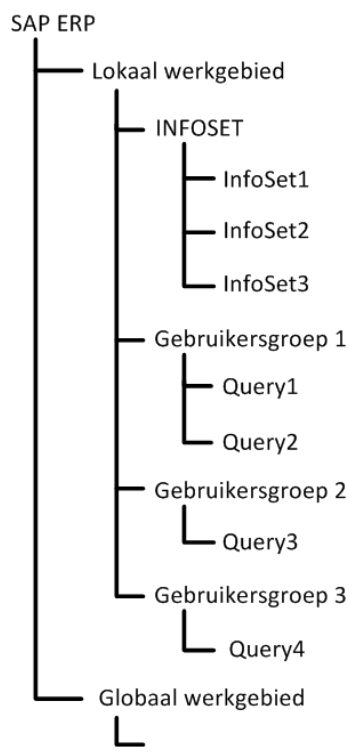 SAP ERP
Lokaal werkgebied
INFOSET
InfoSet1
InfoSet2
InfoSet3
Gebruikersgroep 1
Query1
Query2
Gebruikersgroep 2
Query3
Gebruikersgroep 3
Query4
Globaal werkgebied